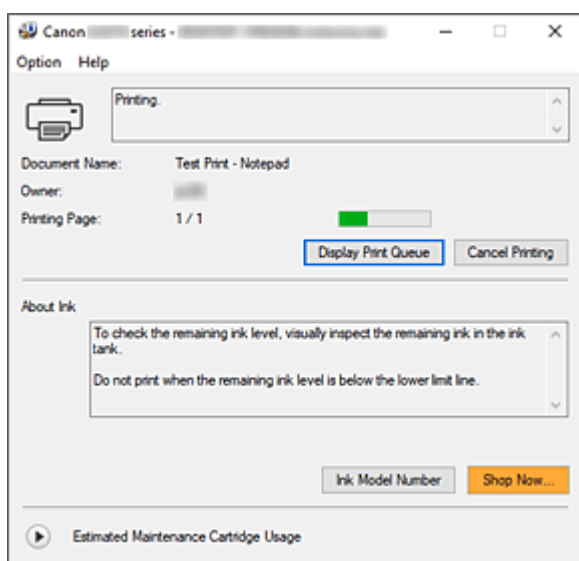 Canon series -
Option Help
Printing.
Document Name: Test Print - Notepad
Owner:
Printing Page: 1 / 1
Display Print Queue Cancel Printing
About Ink
To check the remaining ink level, visually inspect the remaining ink in the ink
tank.
Do not print when the remaining ink level is below the lower limit line.
Ink Model Number Shop Now...
Estimated Maintenance Cartridge Usage